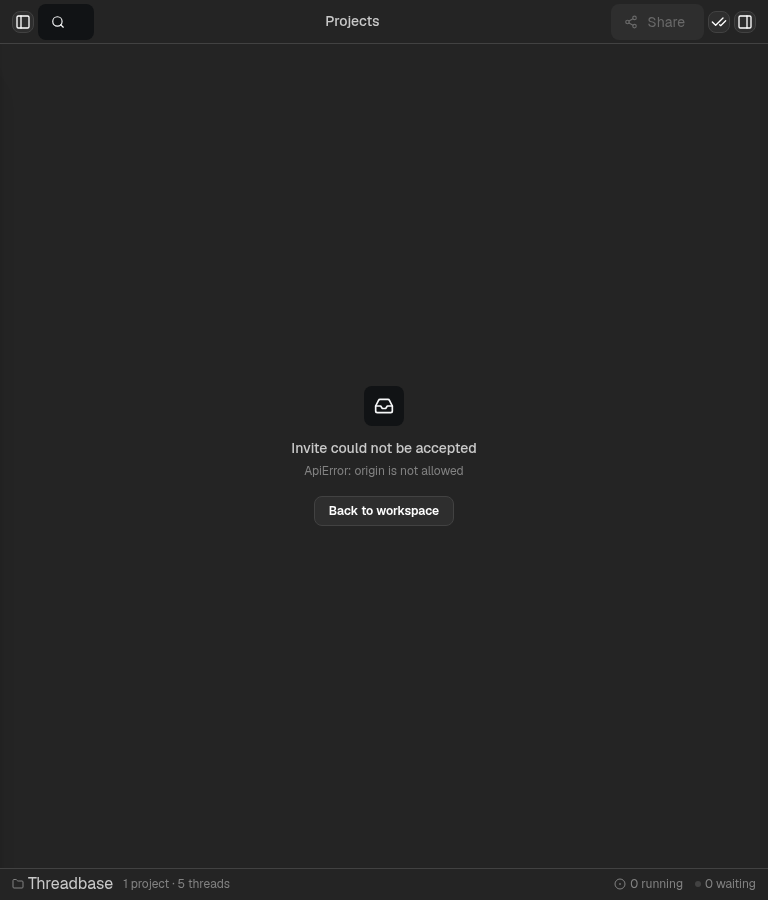 Projects
Share
Invite could not be accepted
ApiError: origin is not allowed
Back to workspace
Threadbase 1 project · 5 threads 0 running 0 waiting